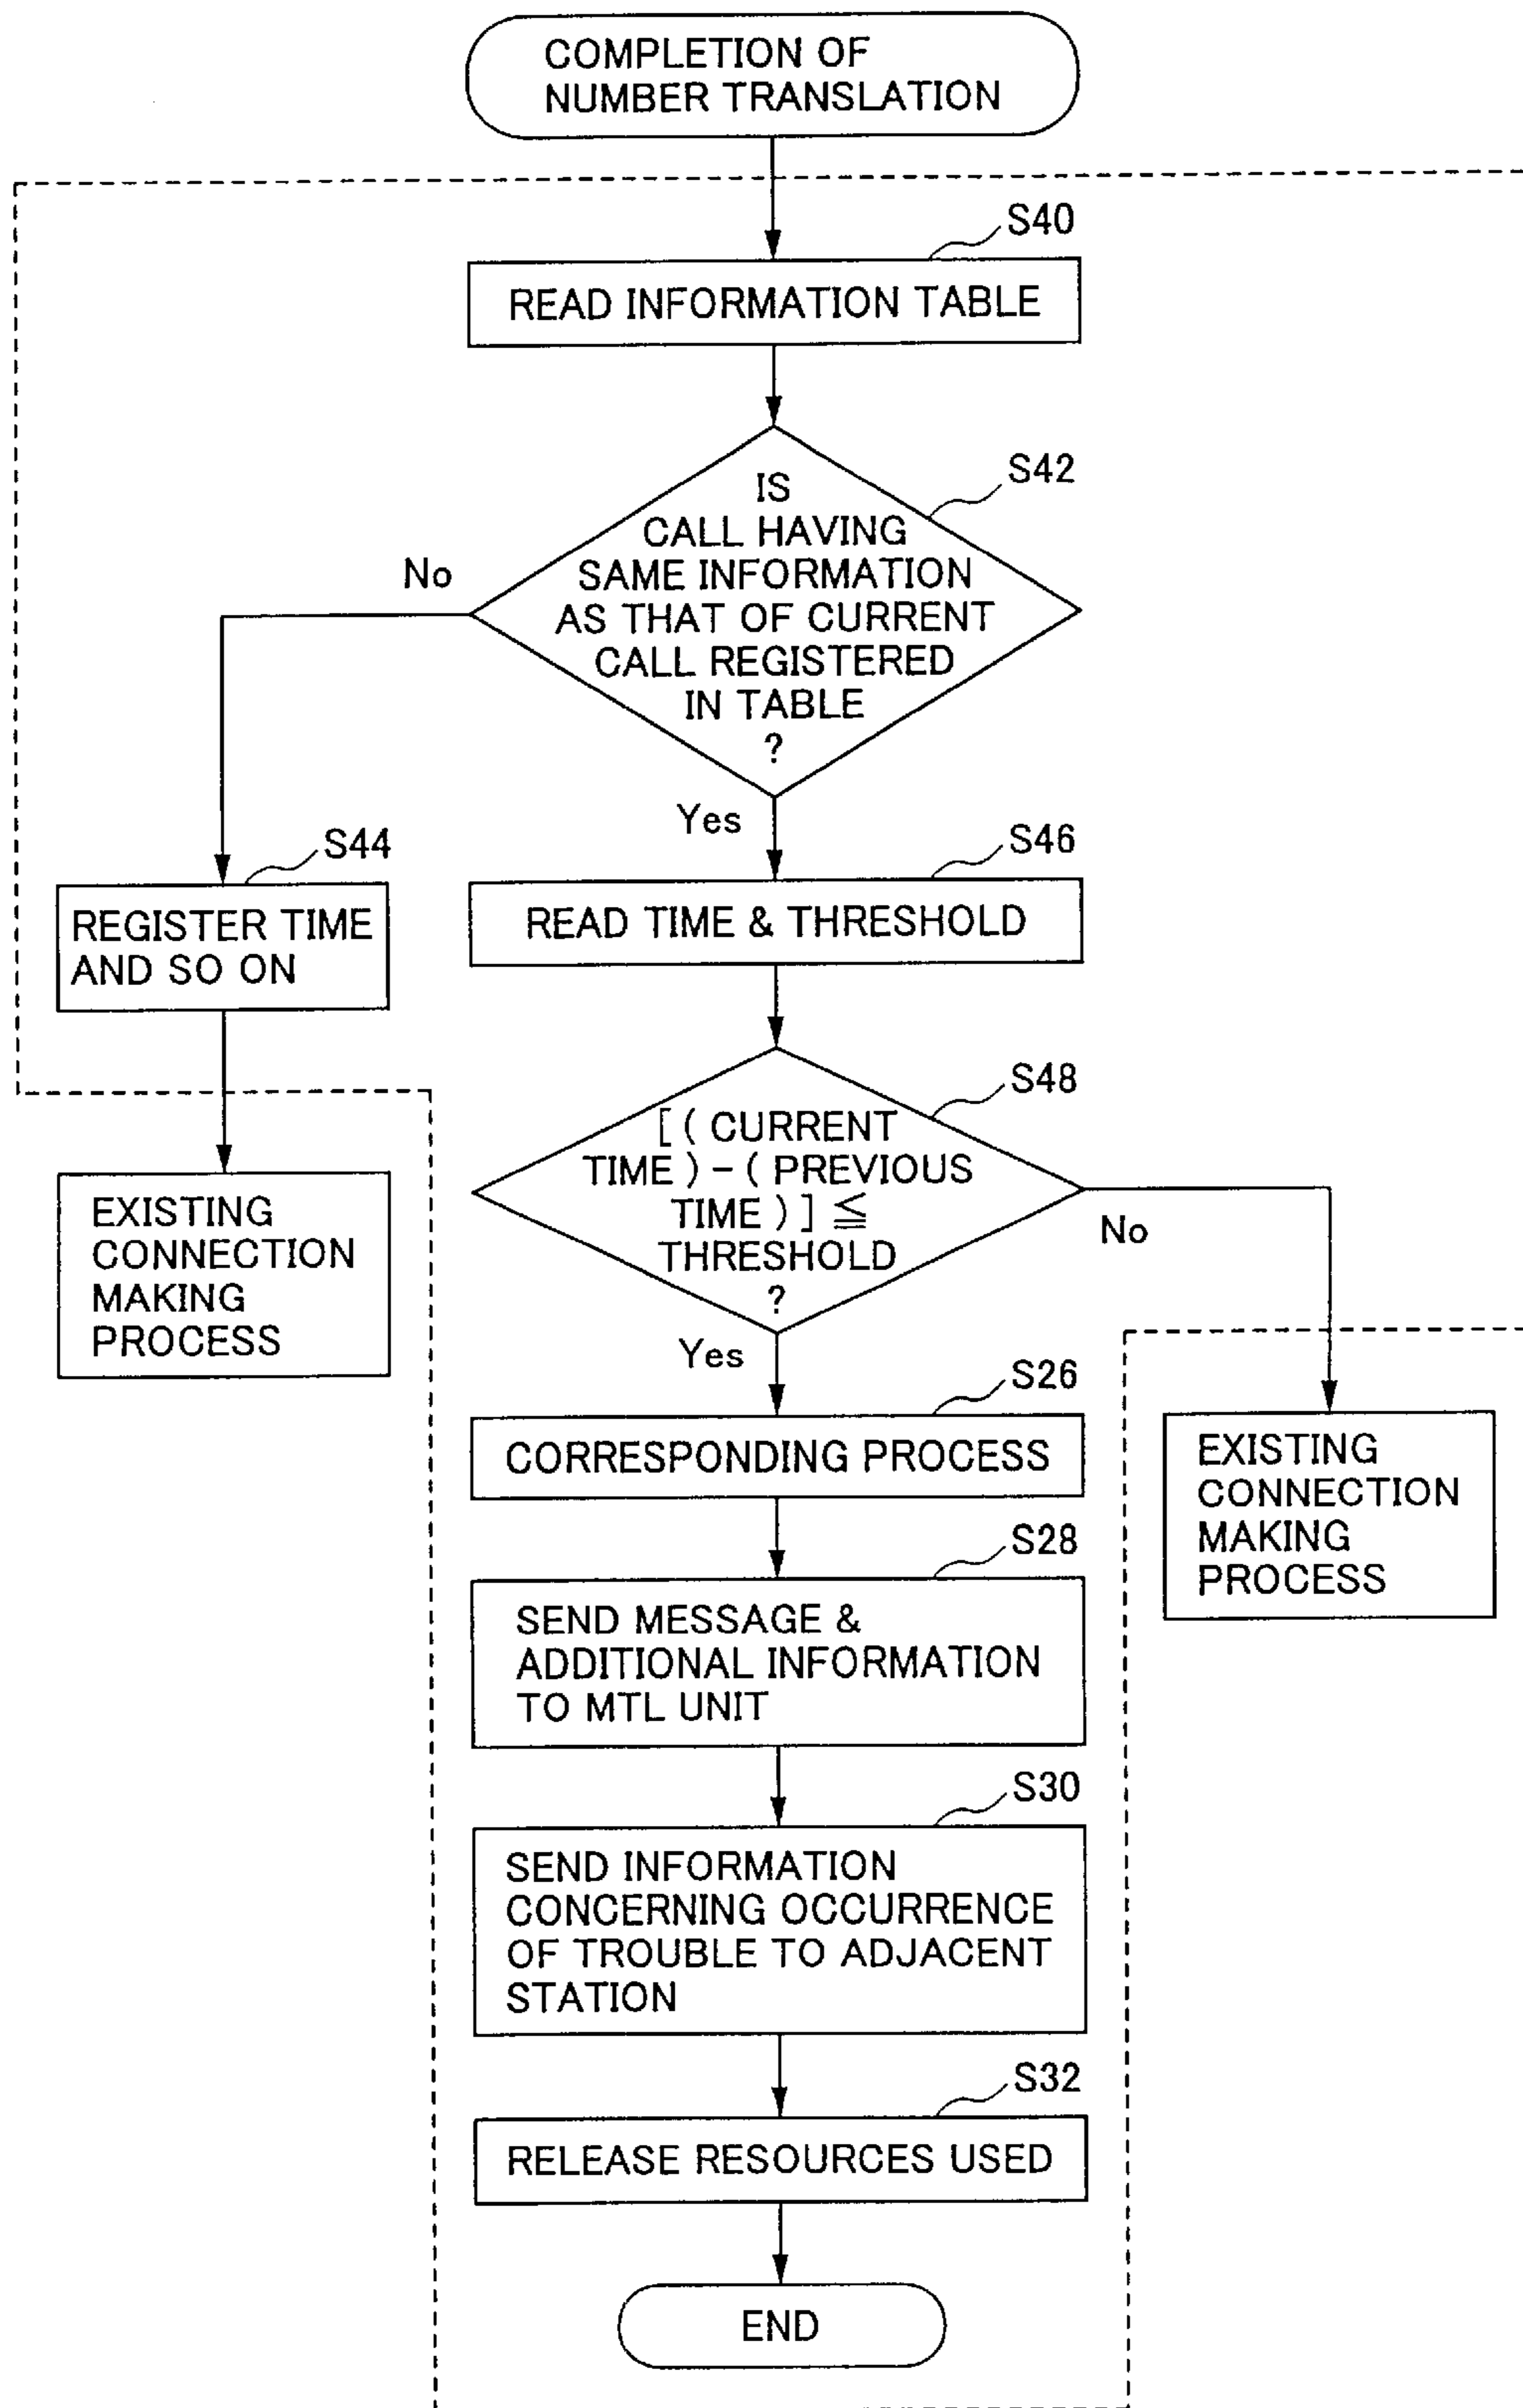 COMPLETION OF
NUMBER TRANSLATION
S40
READ INFORMATION TABLE
S42
IS
CALL HAVING
SAME INFORMATION
AS THAT OF CURRENT
CALL REGISTERED
IN TABLE
?
No
Yes
S44
REGISTER TIME
AND SO ON
EXISTING
CONNECTION
MAKING
PROCESS
S46
READ TIME & THRESHOLD
S48
[ ( CURRENT
TIME ) – ( PREVIOUS
TIME ) ] ≦
THRESHOLD
?
No
Yes
EXISTING
CONNECTION
MAKING
PROCESS
S26
CORRESPONDING PROCESS
S28
SEND MESSAGE &
ADDITIONAL INFORMATION
TO MTL UNIT
S30
SEND INFORMATION
CONCERNING OCCURRENCE
OF TROUBLE TO ADJACENT
STATION
S32
RELEASE RESOURCES USED
END